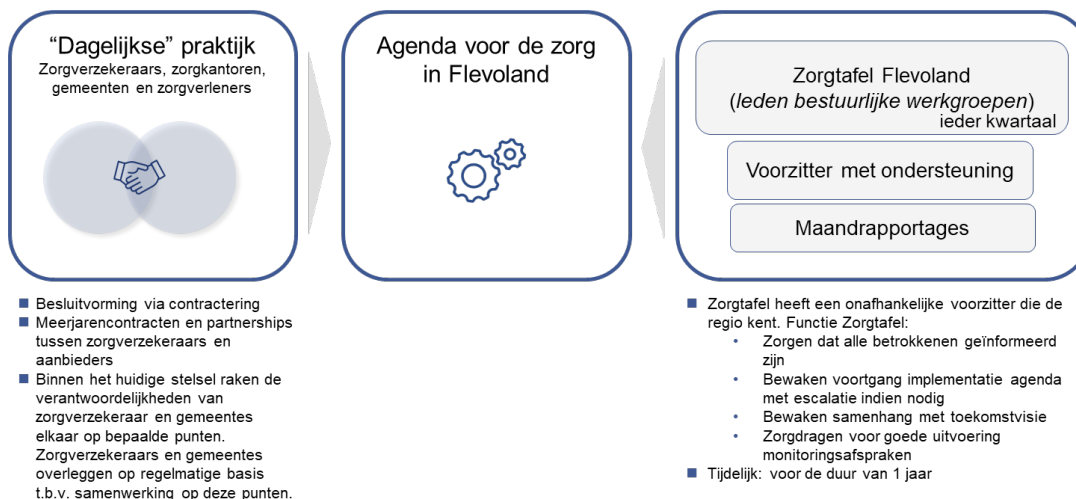 “Dagelijkse” praktijk
Zorgverzekeraars, zorgkantoren,
gemeenten en zorgverleners
Besluitvorming via contractering
Meerjarencontracten en partnerships
tussen zorgverzekeraars en
aanbieders
Binnen het huidige stelsel raken de
verantwoordelijkheden van
zorgverzekeraar en gemeentes
elkaar op bepaalde punten.
Zorgverzekeraars en gemeentes
overleggen op regelmatige basis
t.b.v. samenwerking op deze punten.
Agenda voor de zorg
in Flevoland
Zorgtafel Flevoland
(leden bestuurlijke werkgroepen)
ieder kwartaal
Voorzitter met ondersteuning
Maandrapportages
Zorgtafel heeft een onafhankelijke voorzitter die de
regio kent. Functie Zorgtafel:
Zorgen dat alle betrokkenen geïnformeerd
zijn
Bewaken voortgang implementatie agenda
met escalatie indien nodig
Bewaken samenhang met toekomstvisie
Zorgdragen voor goede uitvoering
monitoringsafspraken
Tijdelijk: voor de duur van 1 jaar